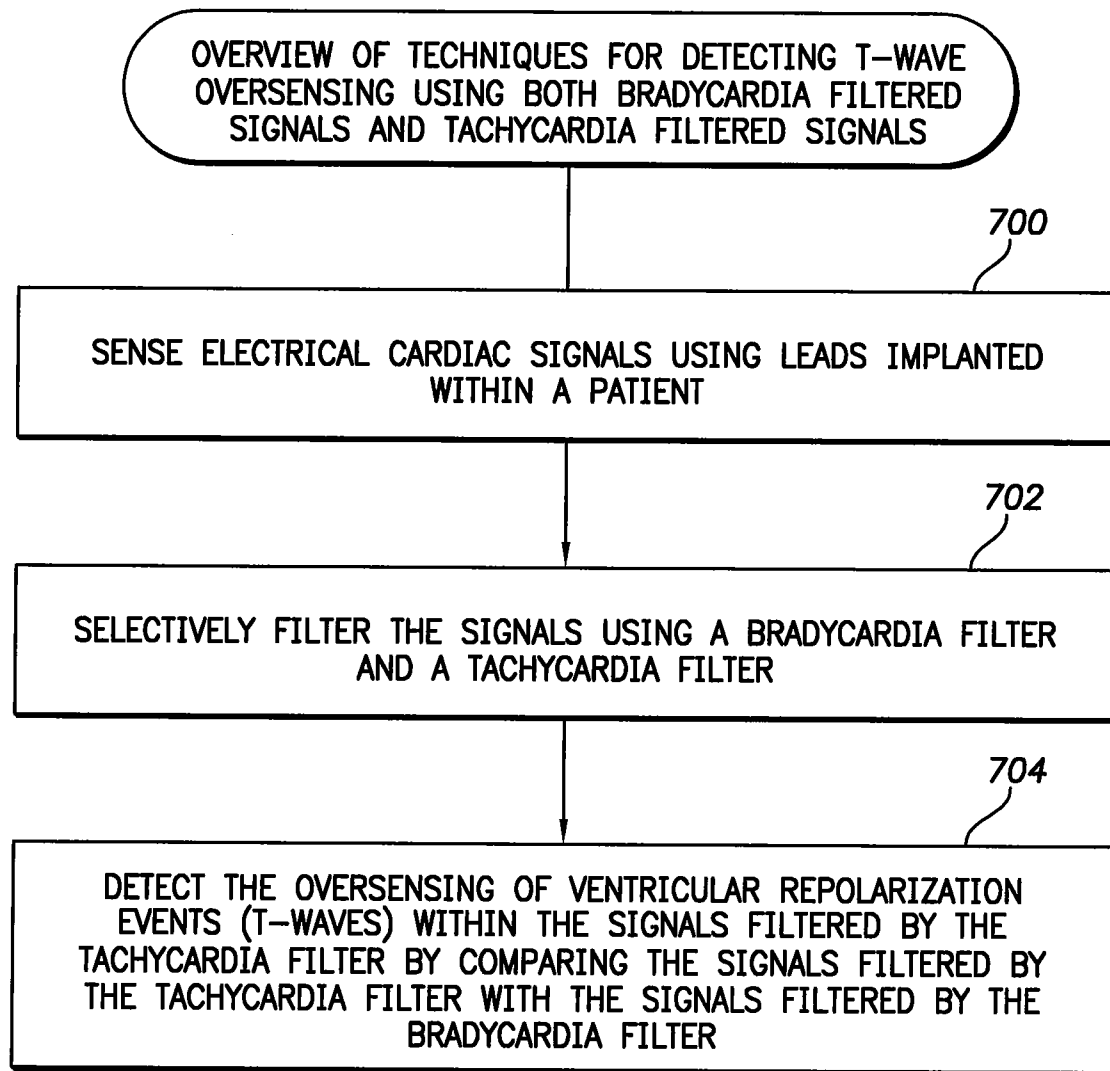 OVERVIEW OF TECHNIQUES FOR DETECTING T-WAVE
OVERSENSING USING BOTH BRADYCARDIA FILTERED
SIGNALS AND TACHYCARDIA FILTERED SIGNALS
700
SENSE ELECTRICAL CARDIAC SIGNALS USING LEADS IMPLANTED
WITHIN A PATIENT
702
SELECTIVELY FILTER THE SIGNALS USING A BRADYCARDIA FILTER
AND A TACHYCARDIA FILTER
704
DETECT THE OVERSENSING OF VENTRICULAR REPOLARIZATION
EVENTS (T-WAVES) WITHIN THE SIGNALS FILTERED BY THE
TACHYCARDIA FILTER BY COMPARING THE SIGNALS FILTERED BY
THE TACHYCARDIA FILTER WITH THE SIGNALS FILTERED BY THE
BRADYCARDIA FILTER